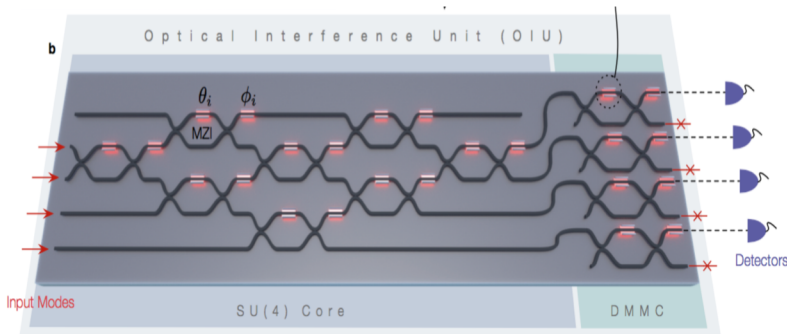 b
Optical Interference Unit (OIU)
θi ϕi
MZI
Input Modes
Detectors
SU(4) Core
DMMC